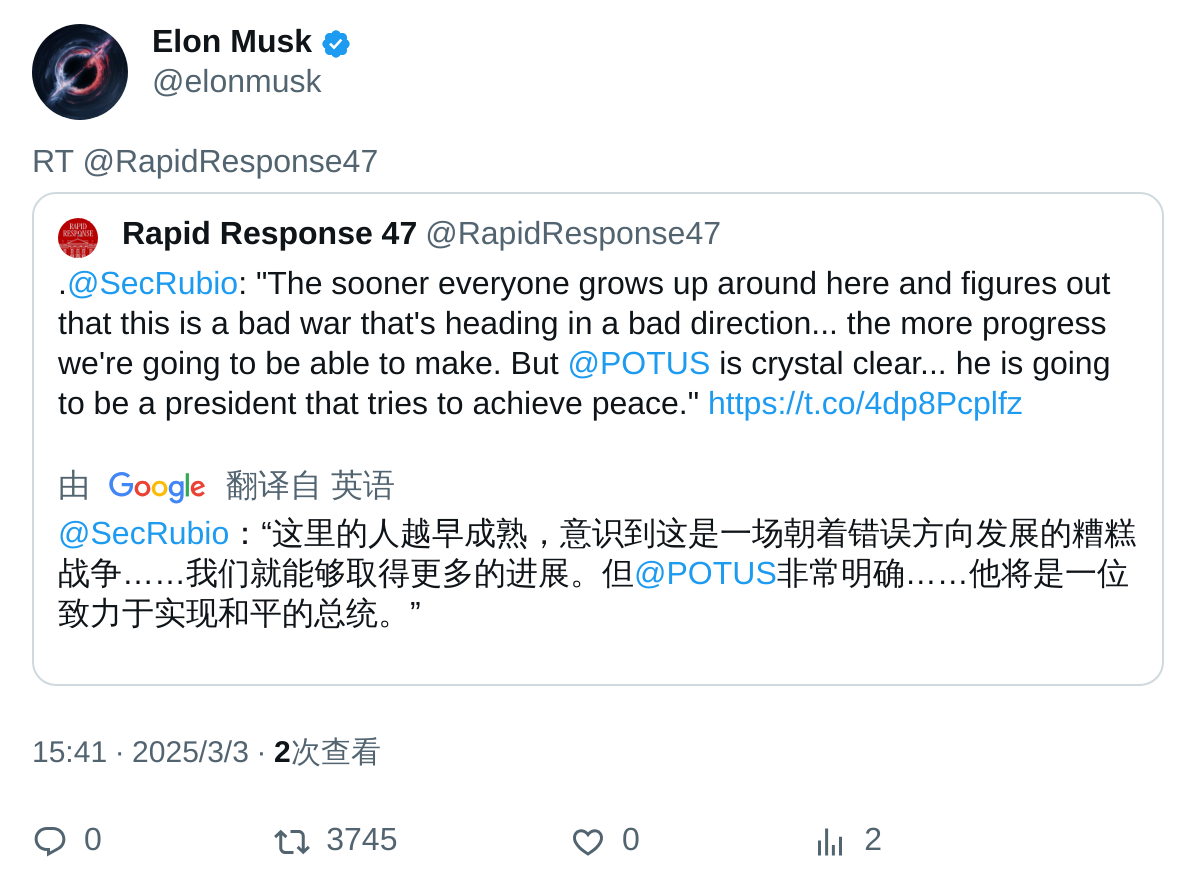 Elon Musk
@elonmusk
RT @RapidResponse47
RAPID
RESPONSE
Rapid Response 47 @RapidResponse47
.@SecRubio: "The sooner everyone grows up around here and figures out
that this is a bad war that's heading in a bad direction... the more progress
we're going to be able to make. But @POTUS is crystal clear... he is going
to be a president that tries to achieve peace." https://t.co/4dp8Pcplfz
由 Google 翻译自 英语
@SecRubio：“这里的人越早成熟，意识到这是一场朝着错误方向发展的糟糕
战争……我们就能够取得更多的进展。但@POTUS非常明确……他将是一位
致力于实现和平的总统。”
15:41 · 2025/3/3 · 2次查看
0 3745 0 2